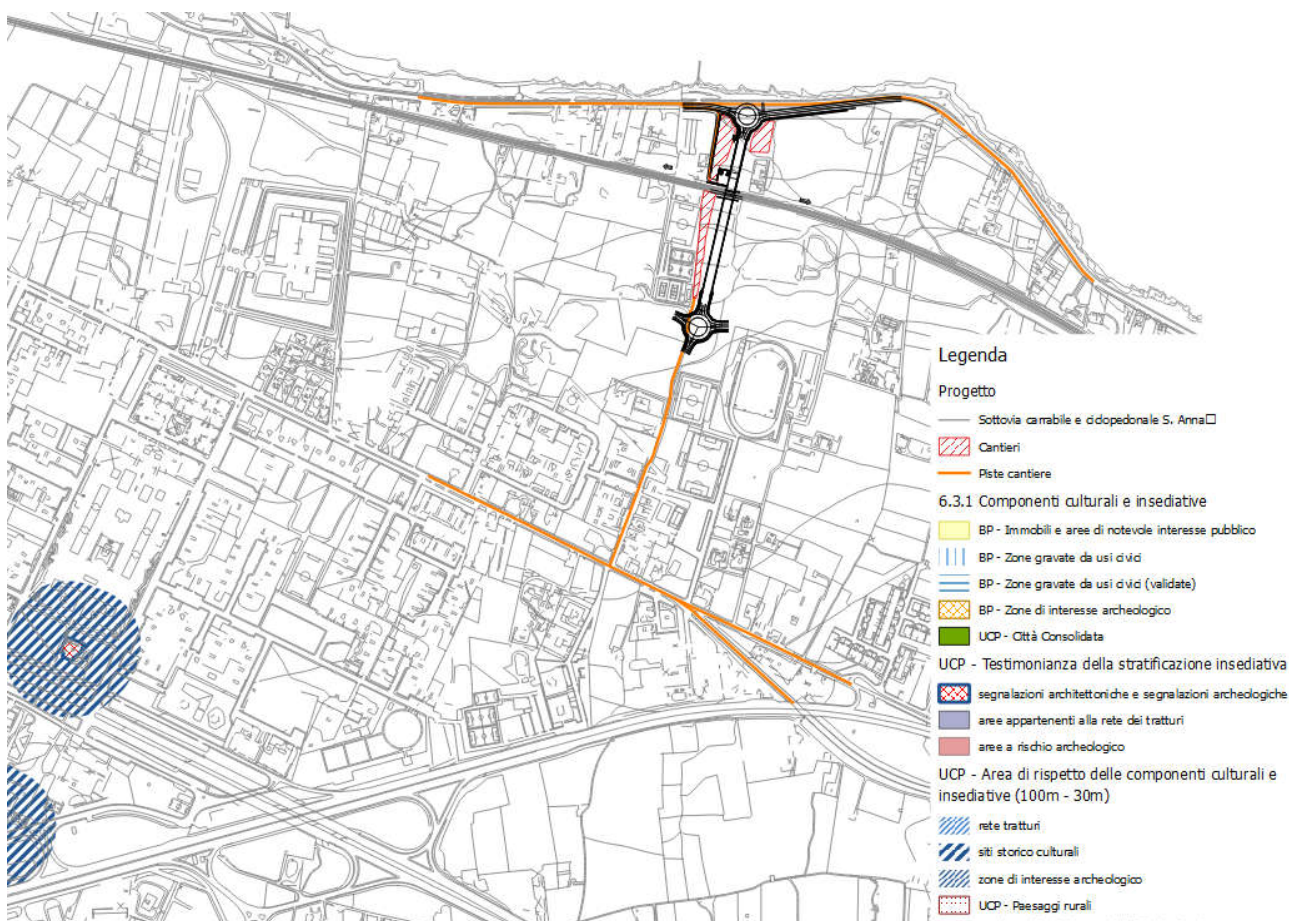 Legenda
Progetto
Sottovia carrabile e ciclopedonale S. Anna□
Cantieri
Piste cantiere
6.3.1 Componenti culturali e insediative
BP - Immobili e aree di notevole interesse pubblico
BP - Zone gravate da usi civici
BP - Zone gravate da usi civici (validate)
BP - Zone di interesse archeologico
UCP - Città Consolidata
UCP - Testimonianza della stratificazione insediativa
segnalazioni architettoniche e segnalazioni archeologiche
aree appartenenti alla rete dei tratturi
aree a rischio archeologico
UCP - Area di rispetto delle componenti culturali e
insediative (100m - 30m)
rete tratturi
siti storico culturali
zone di interesse archeologico
UCP - Paesaggi rurali